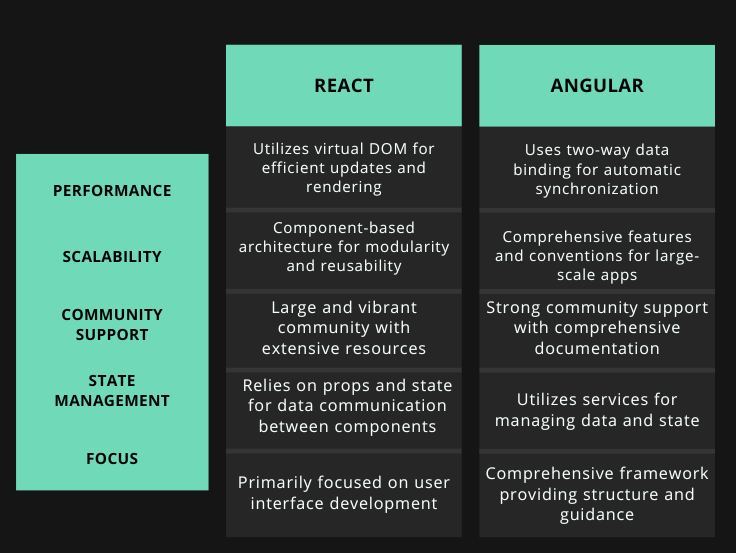 REACT
ANGULAR
PERFORMANCE
Utilizes virtual DOM for
efficient updates and
rendering
Uses two-way data
binding for automatic
synchronization
SCALABILITY
Component-based
architecture for modularity
and reusability
Comprehensive features
and conventions for large-
scale apps
COMMUNITY
SUPPORT
Large and vibrant
community with
extensive resources
Strong community support
with comprehensive
documentation
STATE
MANAGEMENT
Relies on props and state
for data communication
between components
Utilizes services for
managing data and state
FOCUS
Primarily focused on user
interface development
Comprehensive framework
providing structure and
guidance